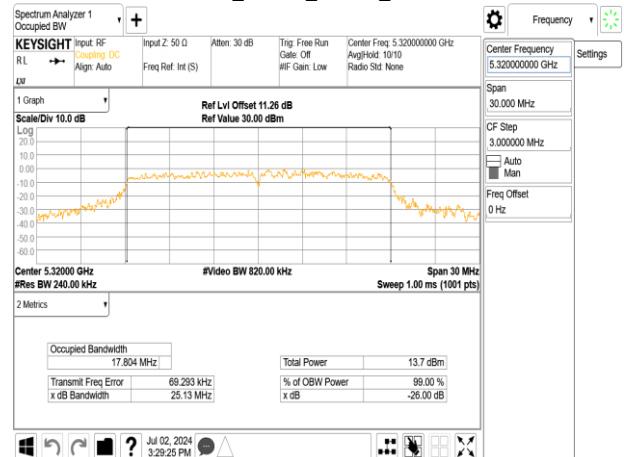 Spectrum Analyzer 1
Occupied BW
+
Frequency
KEYSIGHT
Input: RF
Coupling: DC
Align: Auto
Input Z: 50 Ω
Freq Ref: Int (S)
Atten: 30 dB
Trig: Free Run
Gate: Off
#IF Gain: Low
Center Freq: 5.320000000 GHz
Avg|Hold: 10/10
Radio Std: None
R L
LXI
Center Frequency
5.320000000 GHz
Settings
Span
30.000 MHz
CF Step
3.000000 MHz
Auto
Man
Freq Offset
0 Hz
1 Graph
Ref Lvl Offset 11.26 dB
Scale/Div 10.0 dB
Ref Value 30.00 dBm
Log
20.0
10.0
0.00
-10.0
-20.0
-30.0
-40.0
-50.0
-60.0
Center 5.32000 GHz
#Video BW 820.00 kHz
Span 30 MHz
#Res BW 240.00 kHz
Sweep 1.00 ms (1001 pts)
2 Metrics
Occupied Bandwidth
17.804 MHz
Total Power 13.7 dBm
Transmit Freq Error 69.293 kHz
% of OBW Power 99.00 %
x dB Bandwidth 25.13 MHz
x dB -26.00 dB
?
Jul 02, 2024
3:29:25 PM